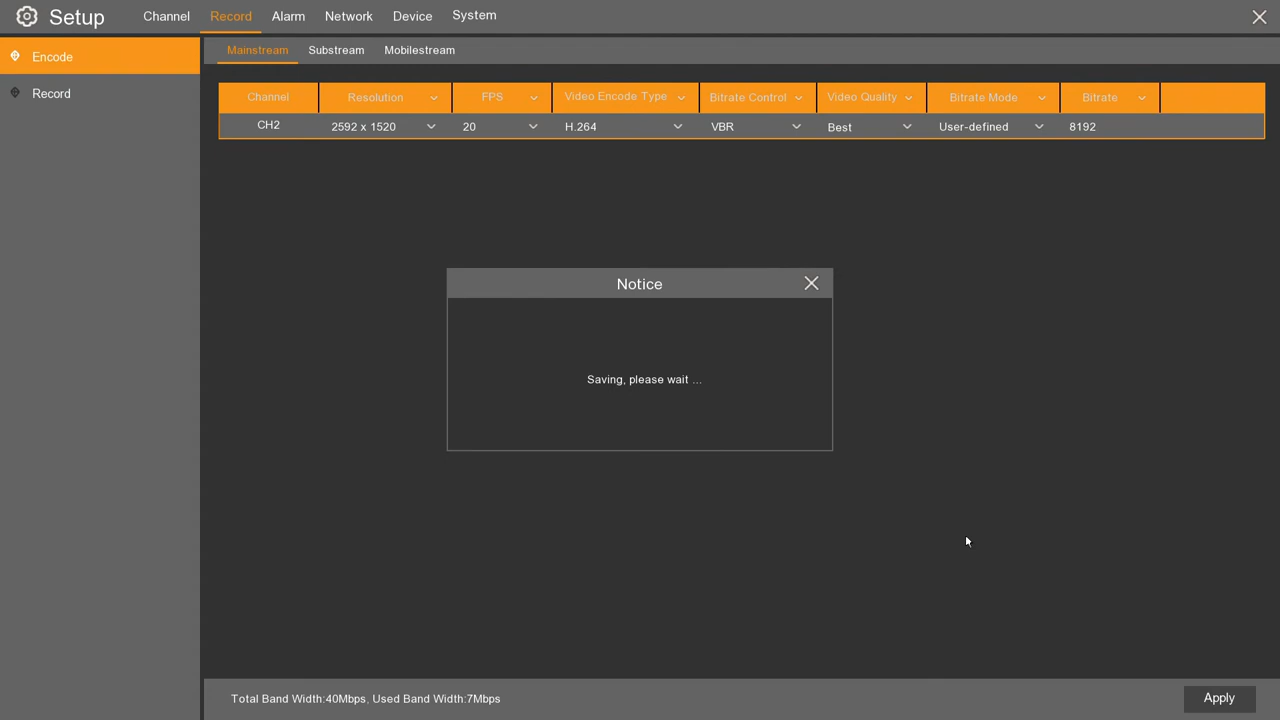 Setup Channel Record Alarm Network Device System
Encode
Record
Mainstream Substream Mobilestream
Channel Resolution FPS Video Encode Type Bitrate Control Video Quality Bitrate Mode Bitrate
CH2 2592 x 1520 20 H.264 VBR Best User-defined 8192
Notice
Saving, please wait ...
Total Band Width:40Mbps, Used Band Width:7Mbps Apply